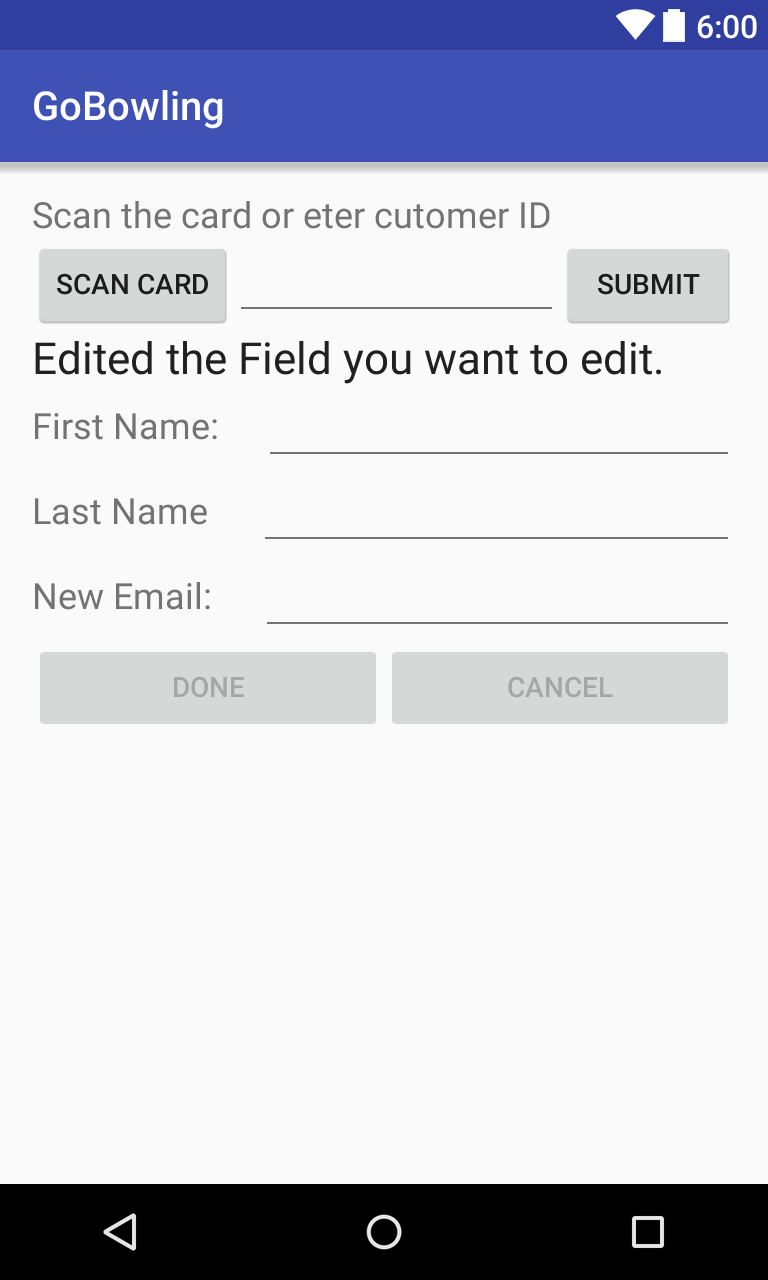 6:00
GoBowling
Scan the card or eter cutomer ID
SCAN CARD SUBMIT
Edited the Field you want to edit.
First Name:
Last Name
New Email:
DONE CANCEL